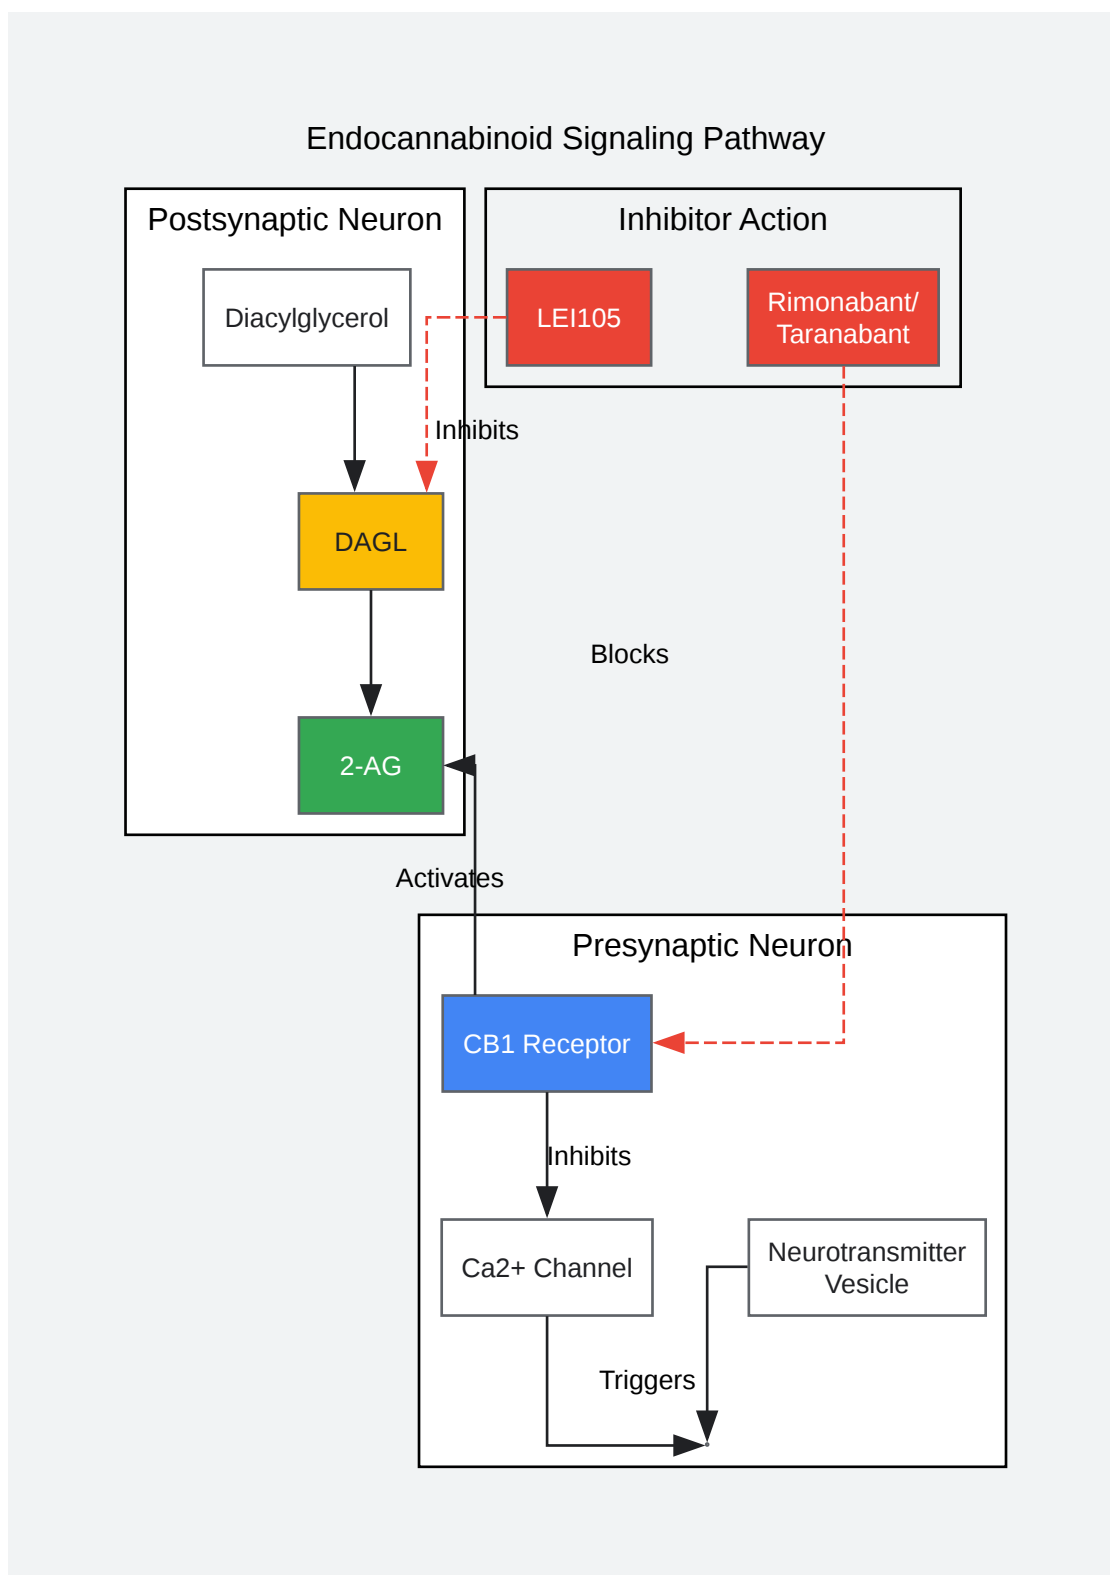 Endocannabinoid Signaling Pathway
Postsynaptic Neuron
Inhibitor Action
Diacylglycerol
LEI105
Rimonabant/
Taranabant
Inhibits
DAGL
Blocks
2-AG
Activates
Presynaptic Neuron
CB1 Receptor
Inhibits
Ca2+ Channel
Neurotransmitter
Vesicle
Triggers